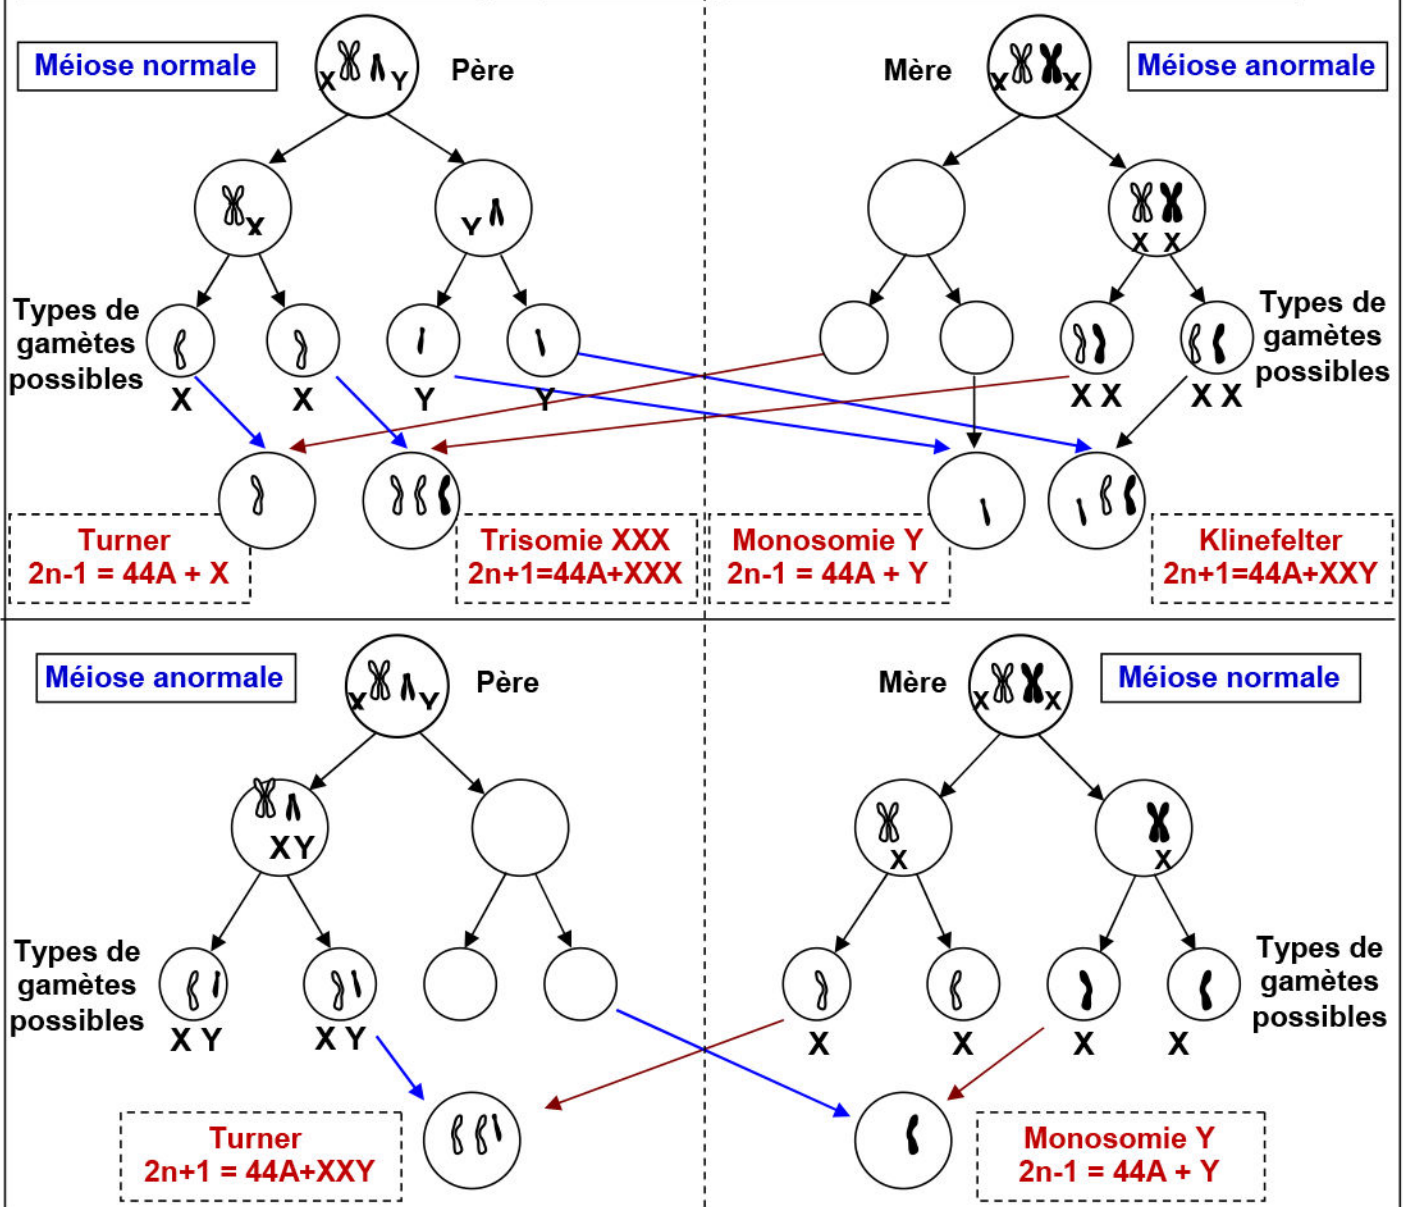 Méiose normale
Père
Mère
Méiose anormale
X Y
X X
X
Y
X X
Types de
gamètes
possibles
X
X
Y
Y
X X
X X
Types de
gamètes
possibles
Turner
2n-1 = 44A + X
Trisomie XXX
2n+1=44A+XXX
Monosomie Y
2n-1 = 44A + Y
Klinefelter
2n+1=44A+XXY
Méiose anormale
Père
Mère
Méiose normale
X Y
X X
X Y
X
X
Types de
gamètes
possibles
X Y
X Y
X
X
X
X
Types de
gamètes
possibles
Turner
2n+1 = 44A+XXY
Monosomie Y
2n-1 = 44A + Y